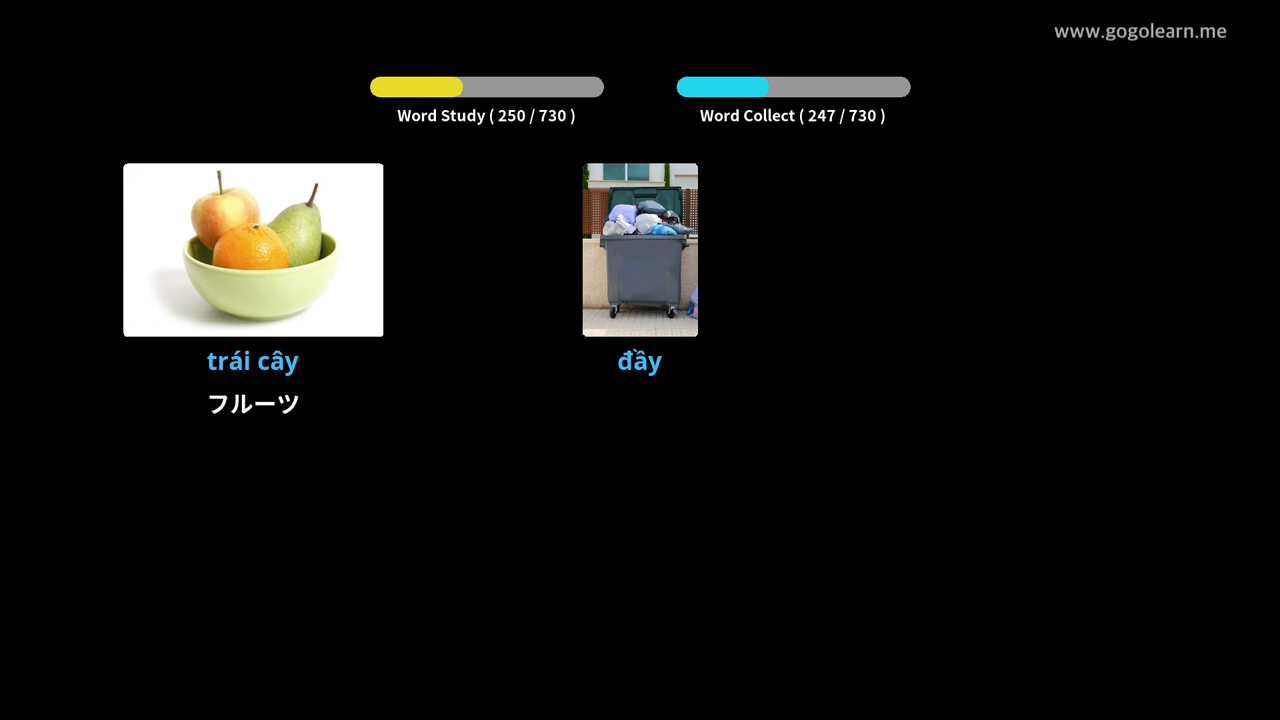 www.gogolearn.me
Word Study ( 250 / 730 )
Word Collect ( 247 / 730 )
trái cây
đầy
フルーツ